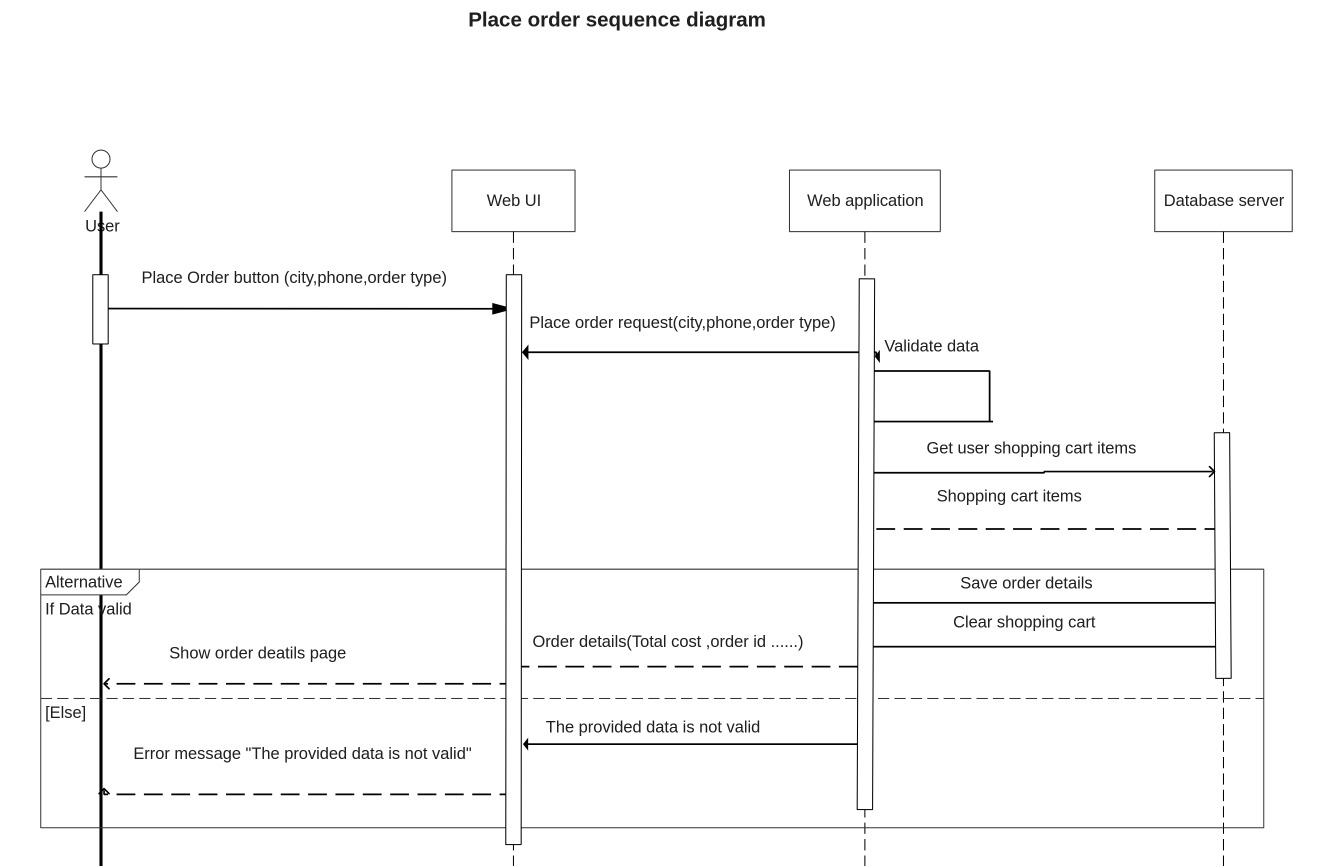 Place order sequence diagram
User
Web UI
Web application
Database server
Place Order button (city,phone,order type)
Place order request(city,phone,order type)
Validate data
Get user shopping cart items
Shopping cart items
Alternative
If Data valid
Save order details
Clear shopping cart
Order details(Total cost ,order id ......)
Show order deatils page
[Else]
The provided data is not valid
Error message "The provided data is not valid"